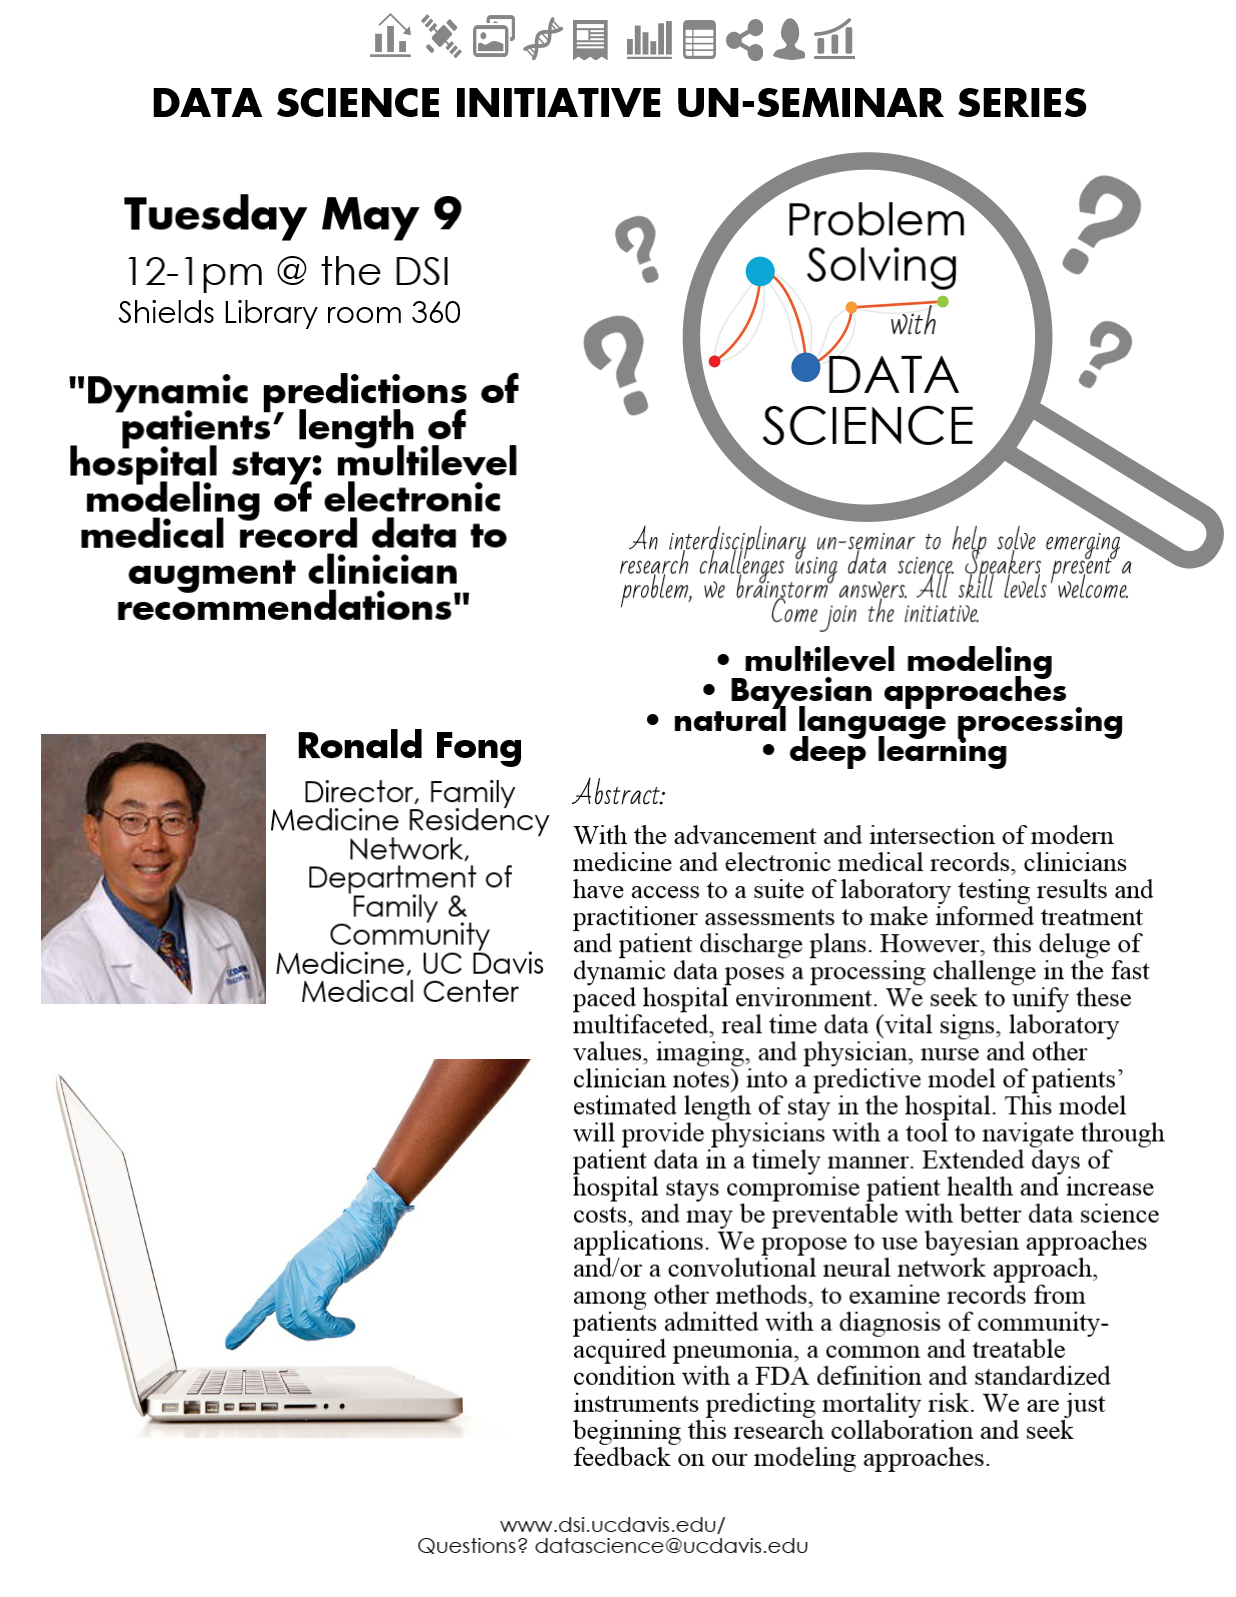 DATA SCIENCE INITIATIVE UN-SEMINAR SERIES
Tuesday May 9
12-1pm @ the DSI
Shields Library room 360
"Dynamic predictions of
patients’ length of
hospital stay: multilevel
modeling of electronic
medical record data to
augment clinician
recommendations"
Problem
Solving
with
DATA
SCIENCE
An interdisciplinary un-seminar to help solve emerging
research challenges using data science. Speakers present a
problem, we brainstorm answers. All skill levels welcome.
Come join the initiative.
• multilevel modeling
• Bayesian approaches
• natural language processing
• deep learning
Ronald Fong
Director, Family
Medicine Residency
Network,
Department of
Family &
Community
Medicine, UC Davis
Medical Center
Abstract:
With the advancement and intersection of modern
medicine and electronic medical records, clinicians
have access to a suite of laboratory testing results and
practitioner assessments to make informed treatment
and patient discharge plans. However, this deluge of
dynamic data poses a processing challenge in the fast
paced hospital environment. We seek to unify these
multifaceted, real time data (vital signs, laboratory
values, imaging, and physician, nurse and other
clinician notes) into a predictive model of patients’
estimated length of stay in the hospital. This model
will provide physicians with a tool to navigate through
patient data in a timely manner. Extended days of
hospital stays compromise patient health and increase
costs, and may be preventable with better data science
applications. We propose to use bayesian approaches
and/or a convolutional neural network approach,
among other methods, to examine records from
patients admitted with a diagnosis of community-
acquired pneumonia, a common and treatable
condition with a FDA definition and standardized
instruments predicting mortality risk. We are just
beginning this research collaboration and seek
feedback on our modeling approaches.
www.dsi.ucdavis.edu/
Questions? datascience@ucdavis.edu